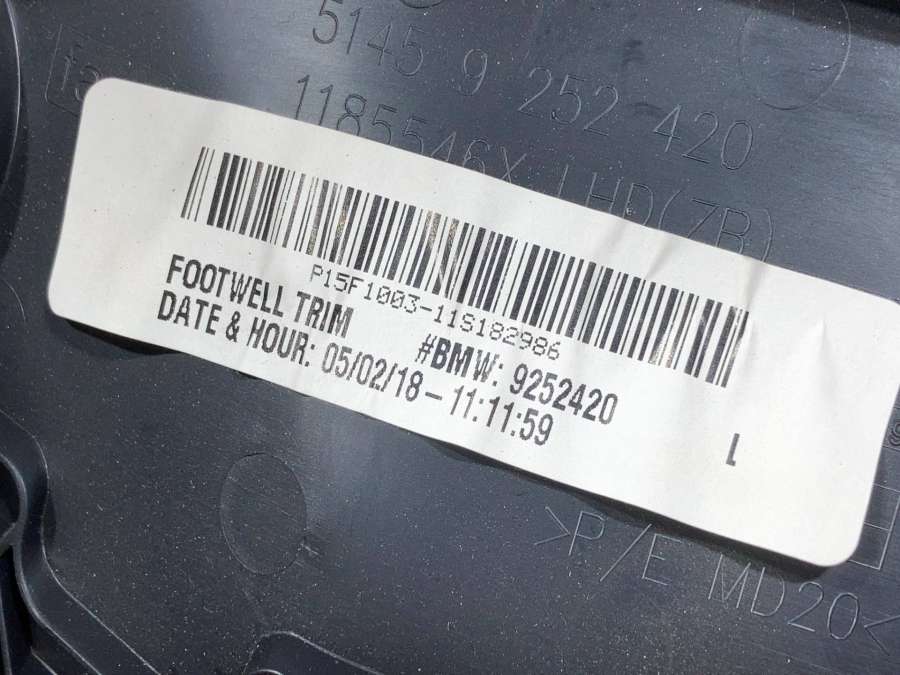 5145 9 252 420
1185546X LHD(ZB)
P15F1003-11S182986
FOOTWELL TRIM
#BMW: 9252420
DATE & HOUR: 05/02/18 - 11:11:59
L
>P/E MD20<